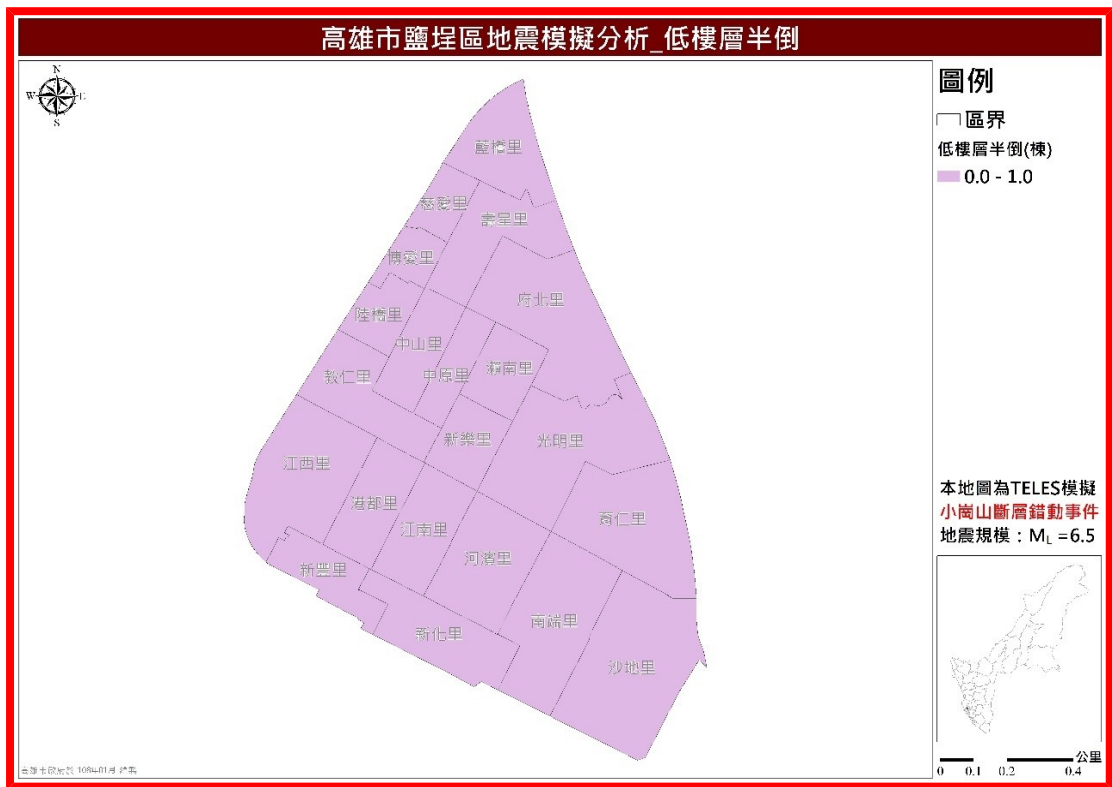 高雄市鹽埕區地震模擬分析_低樓層半倒
N
W E
S
圖例
區界
低樓層半倒(棟)
0.0 - 1.0
藍橋里
慈愛里
壽星里
博愛里
府北里
陸橋里
中山里
瀨南里
教仁里
中原里
新樂里
光明里
江西里
港都里
江南里
育仁里
河濱里
新豐里
南端里
新化里
沙地里
本地圖為TELES模擬
小崗山斷層錯動事件
地震規模：ML =6.5
公里
0 0.1 0.2 0.4